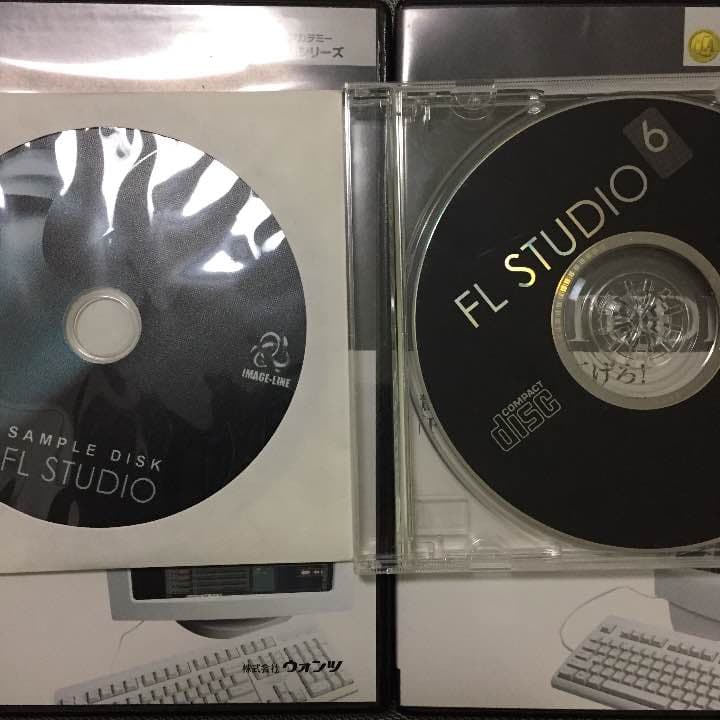 アカデミー
シリーズ
IMAGE-LINE
SAMPLE DISK
FL STUDIO
FL STUDIO
6
COMPACT
disc
げろ!
株式会社 ウォンツ